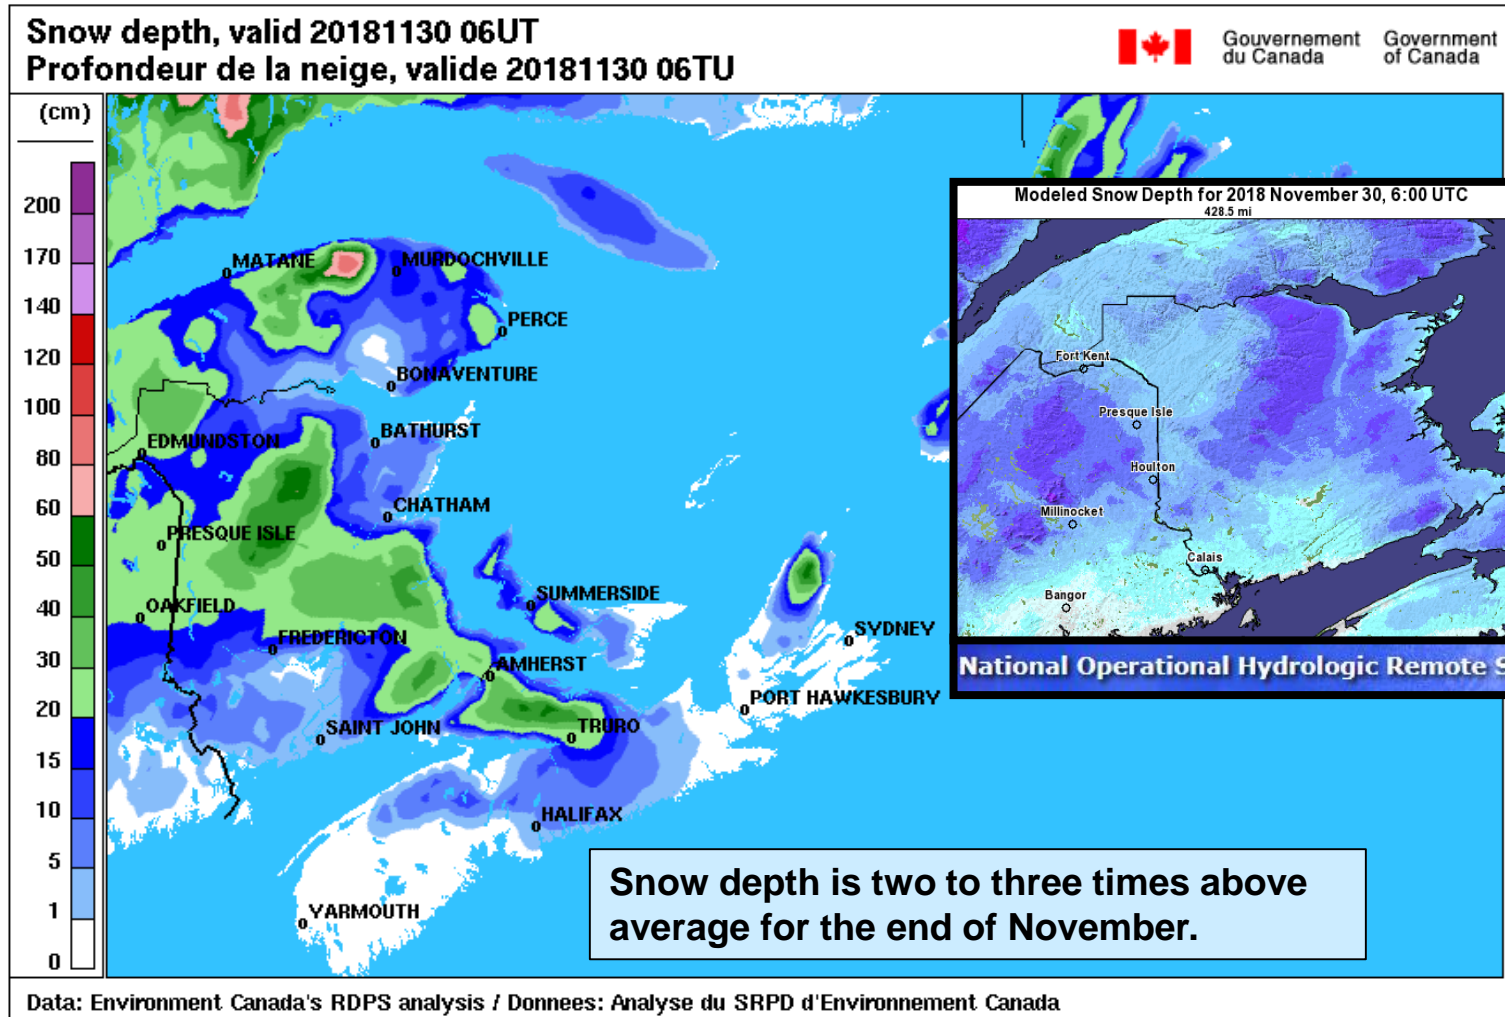 Snow depth, valid 20181130 06UT
Profondeur de la neige, valide 20181130 06TU
Gouvernement du Canada
Government of Canada
(cm)
200
170
140
120
100
80
60
50
40
30
20
15
10
5
1
0
MATANE
MURDOCHVILLE
PERCE
BONAVENTURE
EDMUNDSTON
BATHURST
CHATHAM
PRESQUE ISLE
OAKFIELD
SUMMERSIDE
FREDERICTON
SYDNEY
AMHERST
PORT HAWKESBURY
SAINT JOHN
TRURO
HALIFAX
YARMOUTH
Modeled Snow Depth for 2018 November 30, 6:00 UTC
428.5 mi
Fort Kent
Presque Isle
Houlton
Millinocket
Calais
Bangor
National Operational Hydrologic Remote S
Snow depth is two to three times above
average for the end of November.
Data: Environment Canada's RDPS analysis / Donnees: Analyse du SRPD d'Environnement Canada